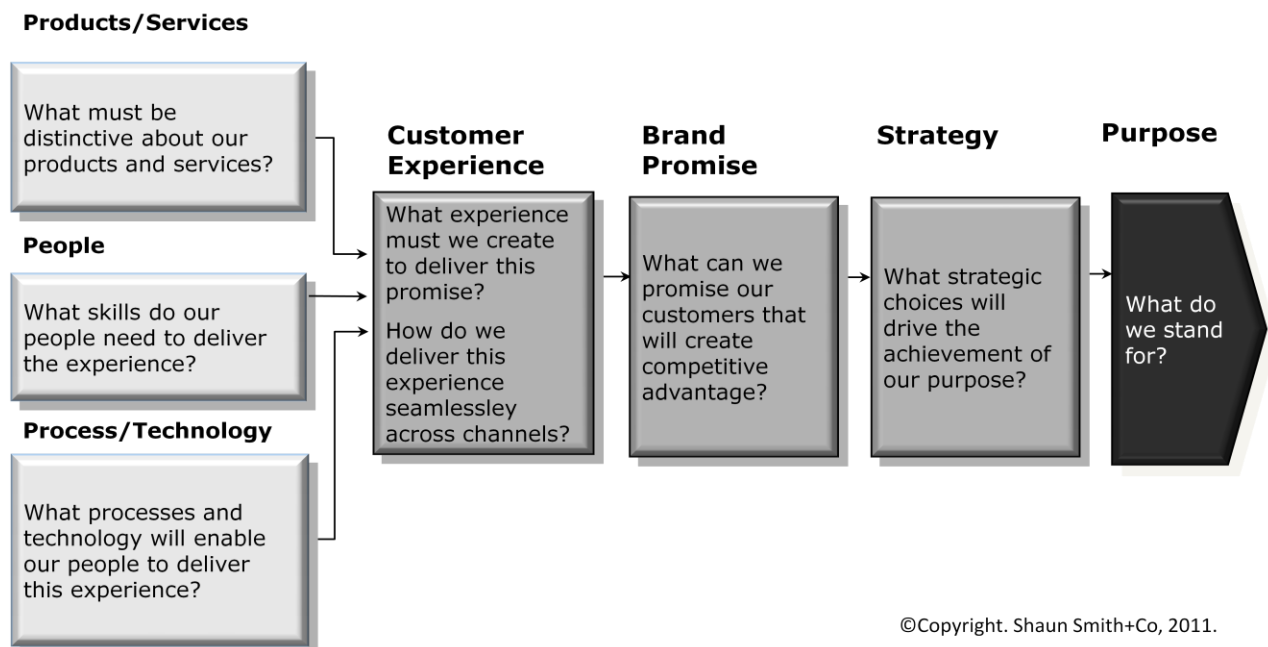 Products/Services
What must be
distinctive about our
products and services?
People
What skills do our
people need to deliver
the experience?
Process/Technology
What processes and
technology will enable
our people to deliver
this experience?
Customer
Experience
What experience
must we create
to deliver this
promise?
How do we
deliver this
experience
seamlessley
across channels?
Brand
Promise
What can we
promise our
customers that
will create
competitive
advantage?
Strategy
What strategic
choices will
drive the
achievement of
our purpose?
Purpose
What do
we stand
for?
©Copyright. Shaun Smith+Co, 2011.